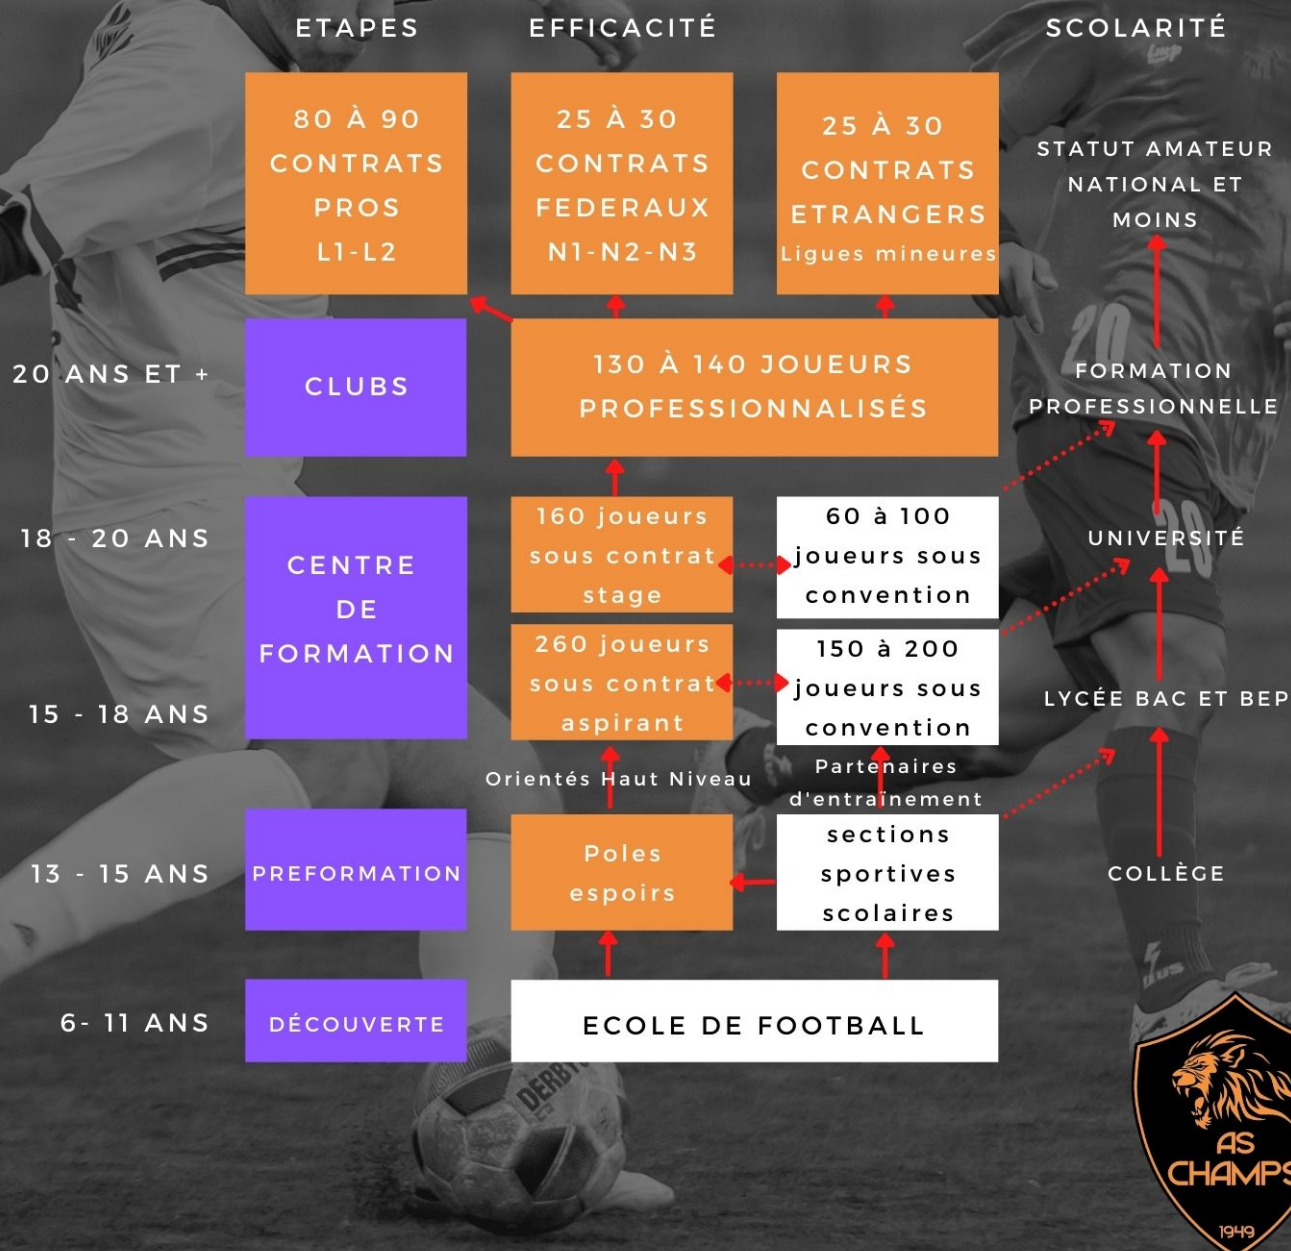 ETAPES
EFFICACITÉ
SCOLARITÉ
80 À 90
CONTRATS
PROS
L1-L2
25 À 30
CONTRATS
FEDERAUX
N1-N2-N3
25 À 30
CONTRATS
ETRANGERS
Ligues mineures
STATUT AMATEUR
NATIONAL ET
MOINS
20 ANS ET +
CLUBS
130 À 140 JOUEURS
PROFESSIONNALISÉS
FORMATION
PROFESSIONNELLE
18 - 20 ANS
CENTRE
DE
FORMATION
160 joueurs
sous contrat
stage
60 à 100
joueurs sous
convention
UNIVERSITÉ
15 - 18 ANS
260 joueurs
sous contrat
aspirant
150 à 200
joueurs sous
convention
LYCÉE BAC ET BEP
Orientés Haut Niveau
Partenaires
d'entraînement
13 - 15 ANS
PREFORMATION
Poles
espoirs
sections
sportives
scolaires
COLLÈGE
6- 11 ANS
DÉCOUVERTE
ECOLE DE FOOTBALL
20
20
DERBY
AS
CHAMPS
1949